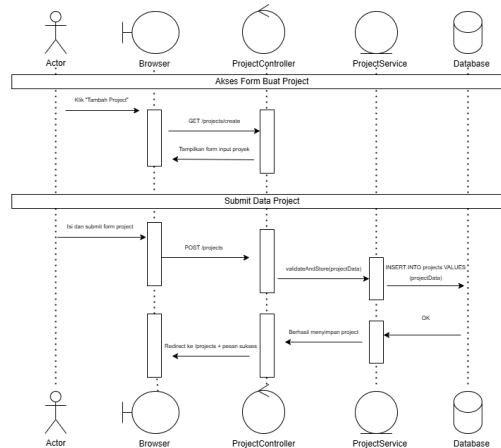 Actor
Browser
ProjectController
ProjectService
Database
Akses Form Buat Project
Klik "Tambah Project"
GET /projects/create
Tampilkan form input proyek
Submit Data Project
Isi dan submit form project
POST /projects
validateAndStore(projectData)
INSERT INTO projects VALUES
(projectData)
OK
Berhasil menyimpan project
Redirect ke /projects + pesan sukses
Actor
Browser
ProjectController
ProjectService
Database